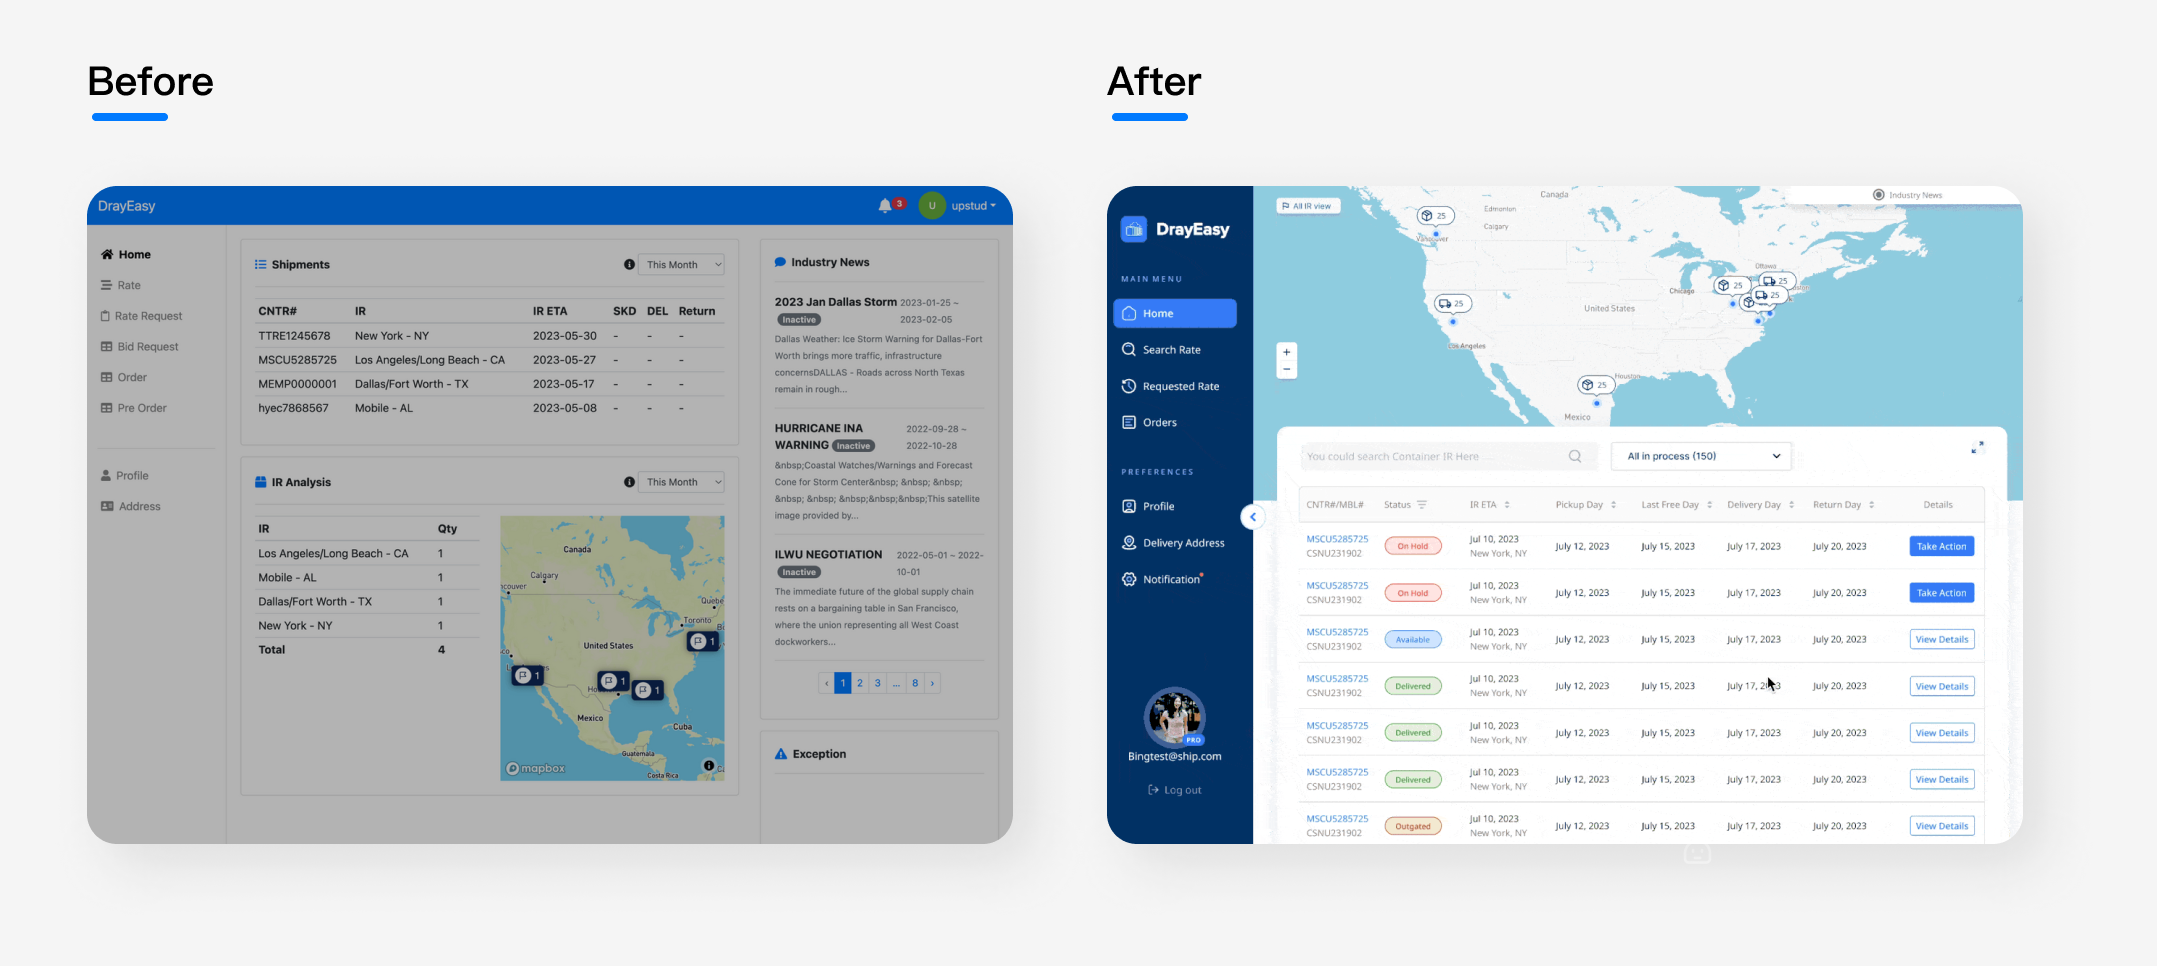 Before
DrayEasy
3
U
upstud
Home
Rate
Rate Request
Bid Request
Order
Pre Order
Profile
Address
Shipments
This Month
CNTR# IR IR ETA SKD DEL Return
TTRE1245678 New York - NY 2023-05-30 - - -
MSCU5285725 Los Angeles/Long Beach - CA 2023-05-27 - - -
MEMP0000001 Dallas/Fort Worth - TX 2023-05-17 - - -
hyec7868567 Mobile - AL 2023-05-08 - - -
IR Analysis
This Month
IR Qty
Los Angeles/Long Beach - CA 1
Mobile - AL 1
Dallas/Fort Worth - TX 1
New York - NY 1
Total 4
Canada
Calgary
ncouver
Quebe
Toronto
United States
1
1
1
1
Mexico
Cuba
Guatemala
Costa Rica
mapbox
Industry News
2023 Jan Dallas Storm 2023-01-25 ~
Inactive 2023-02-05
Dallas Weather: Ice Storm Warning for Dallas-Fort
Worth brings more traffic, infrastructure
concernsDALLAS - Roads across North Texas
remain in rough...
HURRICANE INA 2022-09-28 ~
WARNING Inactive 2022-10-28
&nbsp;Coastal Watches/Warnings and Forecast
Cone for Storm Center&nbsp; &nbsp; &nbsp;
&nbsp; &nbsp; &nbsp;&nbsp;&nbsp;This satellite
image provided by...
ILWU NEGOTIATION 2022-05-01 ~ 2022-
Inactive 10-01
The immediate future of the global supply chain
rests on a bargaining table in San Francisco,
where the union representing all West Coast
dockworkers...
‹ 1 2 3 ... 8 ›
Exception
After
DrayEasy
MAIN MENU
Home
Search Rate
Requested Rate
Orders
PREFERENCES
Profile
Delivery Address
Notification
PRO
Bingtest@ship.com
Log out
All IR view
Industry News
Canada
Edmonton
Calgary
25
Vancouver
Ottawa
25
25
25
Chicago
25
United States
Los Angeles
+
−
Houston
25
Mexico
You could search Container IR Here ...
All in process (150)
CNTR#/MBL# Status IR ETA Pickup Day Last Free Day Delivery Day Return Day Details
MSCU5285725 On Hold Jul 10, 2023 July 12, 2023 July 15, 2023 July 17, 2023 July 20, 2023 Take Action
CSNU231902 New York, NY
MSCU5285725 On Hold Jul 10, 2023 July 12, 2023 July 15, 2023 July 17, 2023 July 20, 2023 Take Action
CSNU231902 New York, NY
MSCU5285725 Available Jul 10, 2023 July 12, 2023 July 15, 2023 July 17, 2023 July 20, 2023 View Details
CSNU231902 New York, NY
MSCU5285725 Delivered Jul 10, 2023 July 12, 2023 July 15, 2023 July 17, 2023 July 20, 2023 View Details
CSNU231902 New York, NY
MSCU5285725 Delivered Jul 10, 2023 July 12, 2023 July 15, 2023 July 17, 2023 July 20, 2023 View Details
CSNU231902 New York, NY
MSCU5285725 Delivered Jul 10, 2023 July 12, 2023 July 15, 2023 July 17, 2023 July 20, 2023 View Details
CSNU231902 New York, NY
MSCU5285725 Outgated Jul 10, 2023 July 12, 2023 July 15, 2023 July 17, 2023 July 20, 2023 View Details
CSNU231902 New York, NY